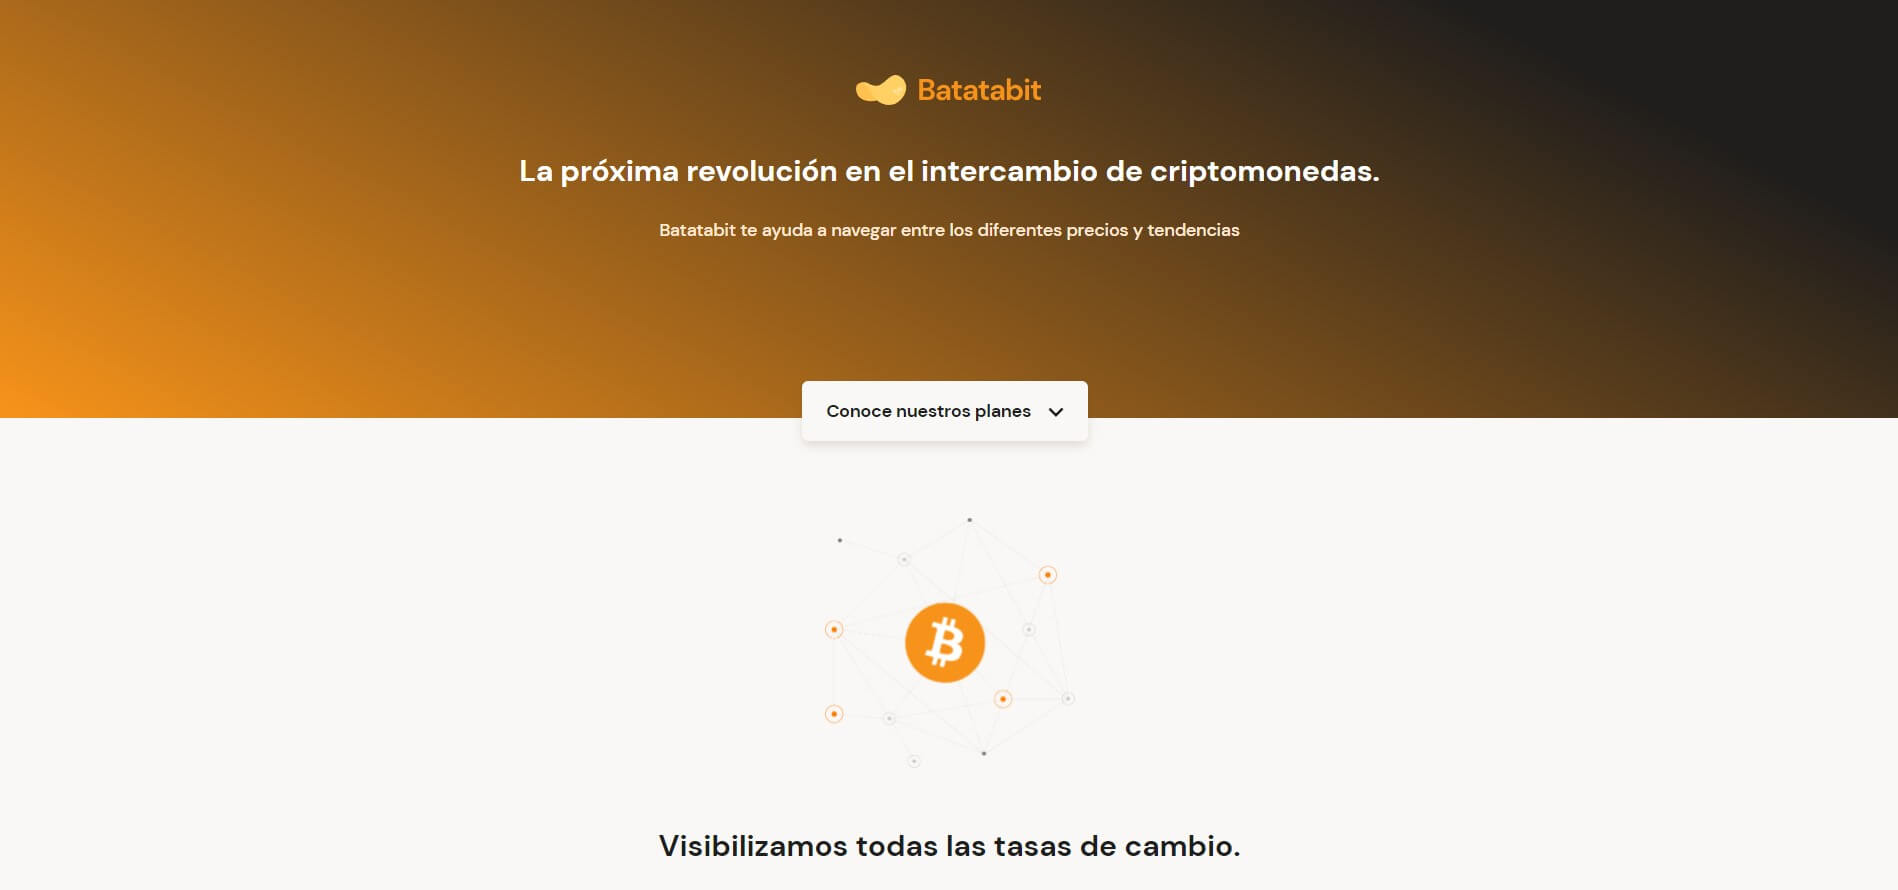 Batatabit
La próxima revolución en el intercambio de criptomonedas.
Batatabit te ayuda a navegar entre los diferentes precios y tendencias
Conoce nuestros planes
Visibilizamos todas las tasas de cambio.